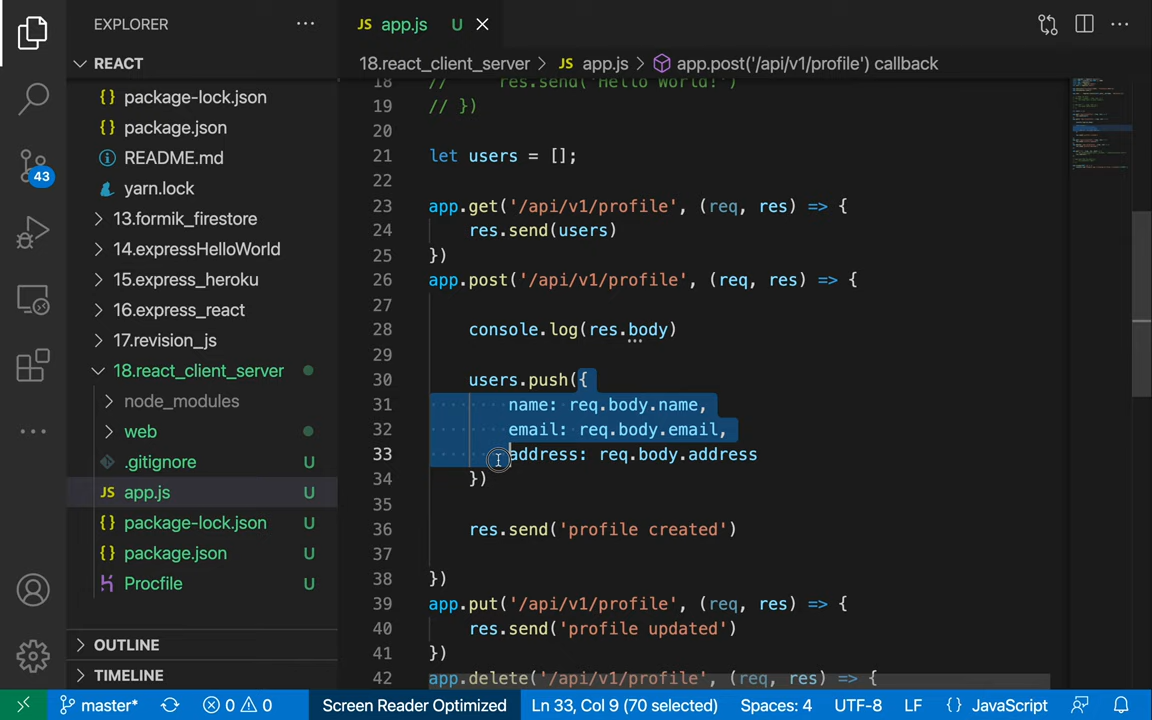 EXPLORER
REACT
package-lock.json
package.json
README.md
yarn.lock
13.formik_firestore
14.expressHelloWorld
15.express_heroku
16.express_react
17.revision_js
18.react_client_server
node_modules
web
.gitignore U
JS app.js U
package-lock.json U
package.json U
Procfile U
OUTLINE
TIMELINE
43
JS app.js U
18.react_client_server > JS app.js > app.post('/api/v1/profile') callback
18 // res.send('Hello World!')
19 // })
20
21 let users = [];
22
23 app.get('/api/v1/profile', (req, res) => {
24 res.send(users)
25 })
26 app.post('/api/v1/profile', (req, res) => {
27
28 console.log(res.body)
29
30 users.push({
31 name: req.body.name,
32 email: req.body.email,
33 address: req.body.address
34 })
35
36 res.send('profile created')
37
38 })
39 app.put('/api/v1/profile', (req, res) => {
40 res.send('profile updated')
41 })
42 app.delete('/api/v1/profile', (req, res) => {
master* 0 0 Screen Reader Optimized Ln 33, Col 9 (70 selected) Spaces: 4 UTF-8 LF {} JavaScript